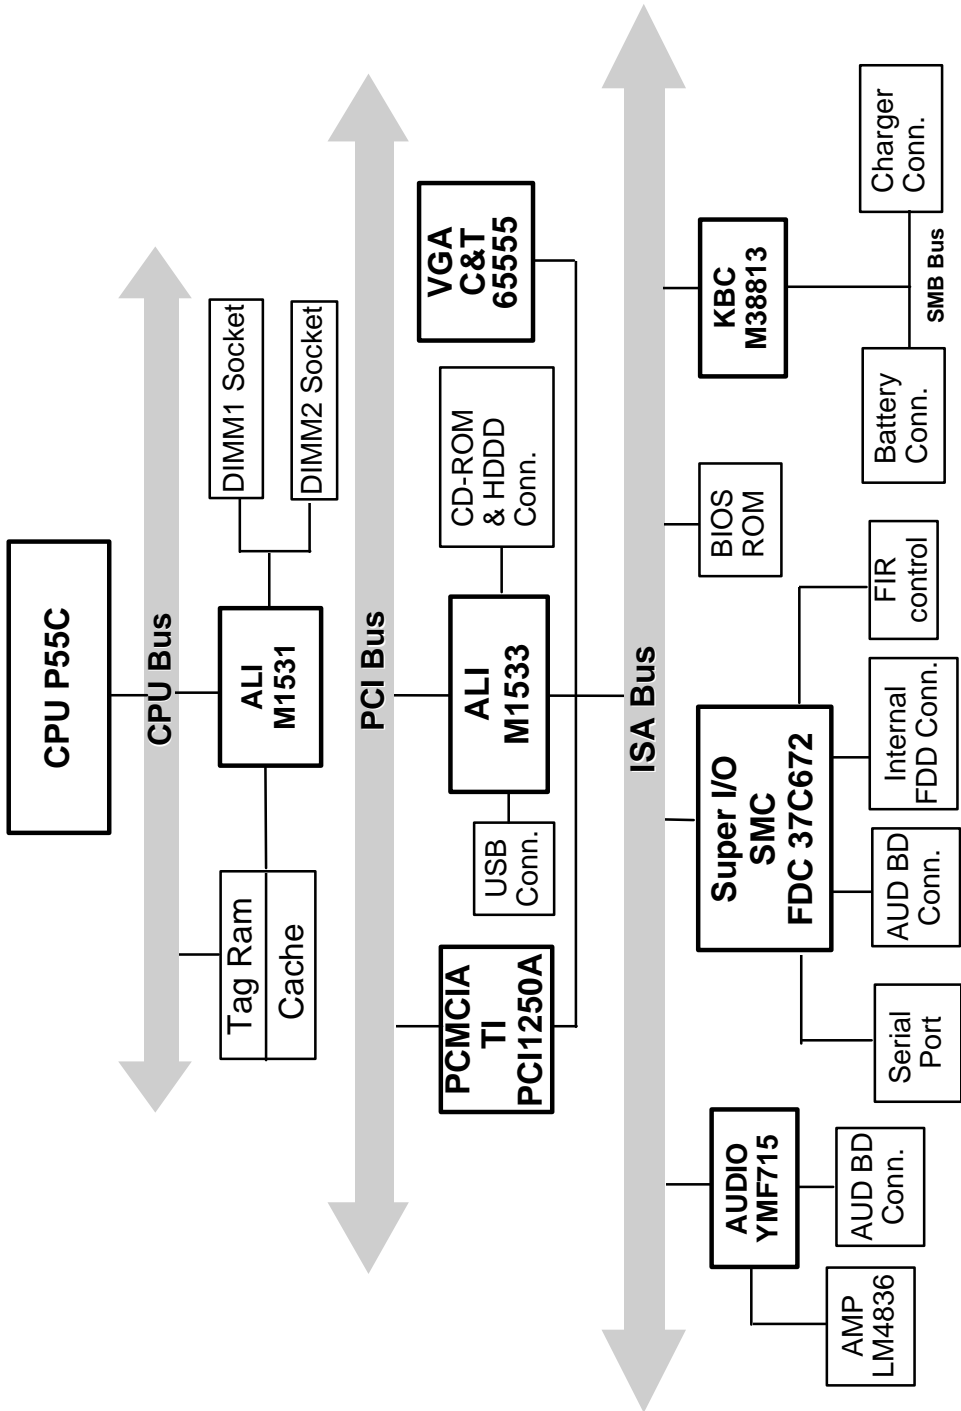 CPU P55C
CPU Bus
Tag Ram
Cache
ALI
M1531
DIMM1 Socket
DIMM2 Socket
PCI Bus
PCMCIA
TI
PCI1250A
USB
Conn.
ALI
M1533
CD-ROM
& HDDD
Conn.
VGA
C&T
65555
ISA Bus
AUDIO
YMF715
AMP
LM4836
AUD BD
Conn.
Super I/O
SMC
FDC 37C672
Serial
Port
AUD BD
Conn.
Internal
FDD Conn.
FIR
control
BIOS
ROM
KBC
M38813
Battery
Conn.
SMB Bus
Charger
Conn.